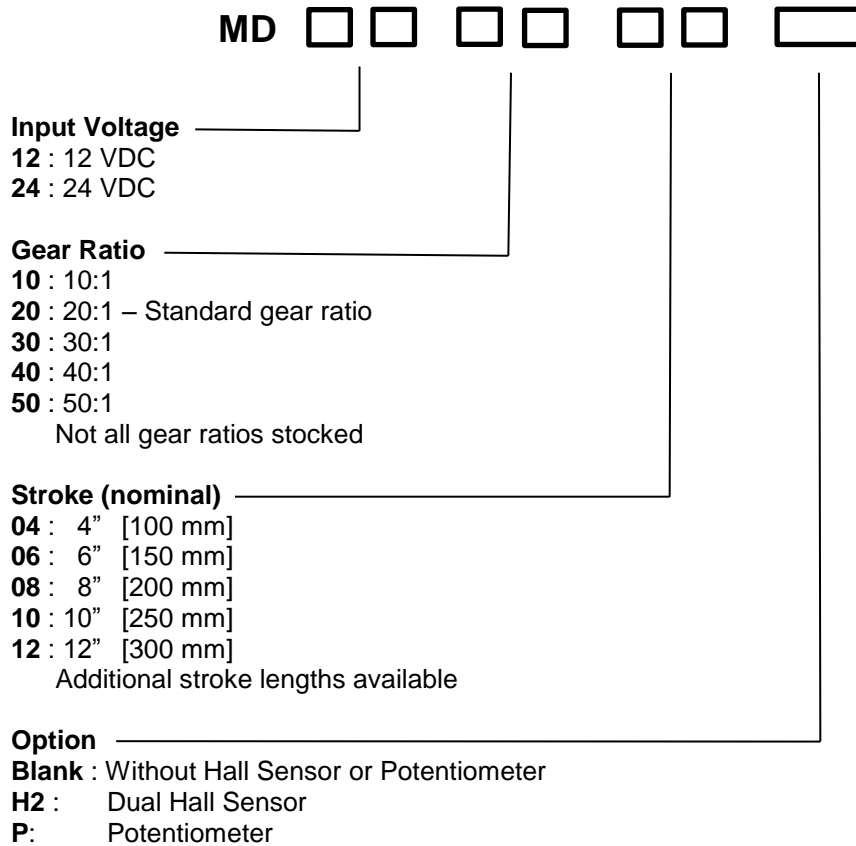 MD
Input Voltage
12 : 12 VDC
24 : 24 VDC
Gear Ratio
10 : 10:1
20 : 20:1 – Standard gear ratio
30 : 30:1
40 : 40:1
50 : 50:1
Not all gear ratios stocked
Stroke (nominal)
04 : 4” [100 mm]
06 : 6” [150 mm]
08 : 8” [200 mm]
10 : 10” [250 mm]
12 : 12” [300 mm]
Additional stroke lengths available
Option
Blank : Without Hall Sensor or Potentiometer
H2 : Dual Hall Sensor
P: Potentiometer